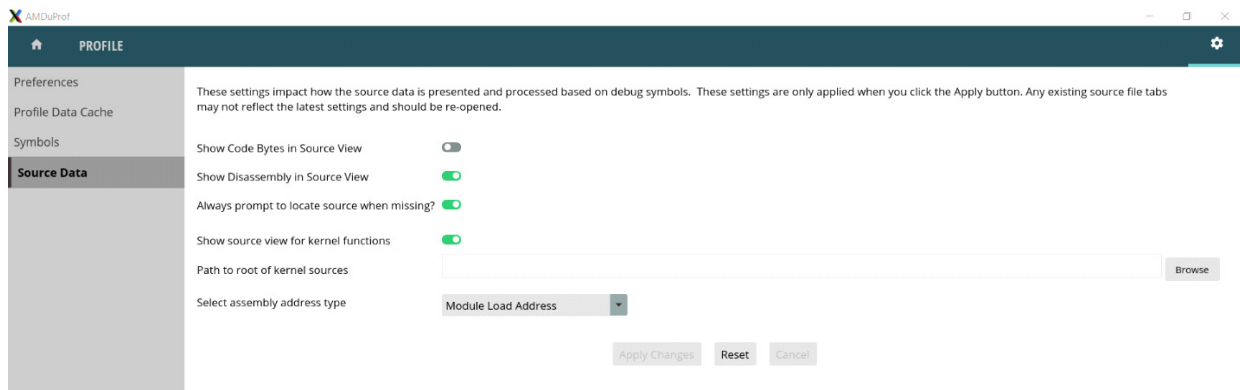 AMDuProf
PROFILE
Preferences
Profile Data Cache
Symbols
Source Data
These settings impact how the source data is presented and processed based on debug symbols. These settings are only applied when you click the Apply button. Any existing source file tabs
may not reflect the latest settings and should be re-opened.
Show Code Bytes in Source View
Show Disassembly in Source View
Always prompt to locate source when missing?
Show source view for kernel functions
Path to root of kernel sources
Browse
Select assembly address type
Module Load Address
Apply Changes Reset Cancel